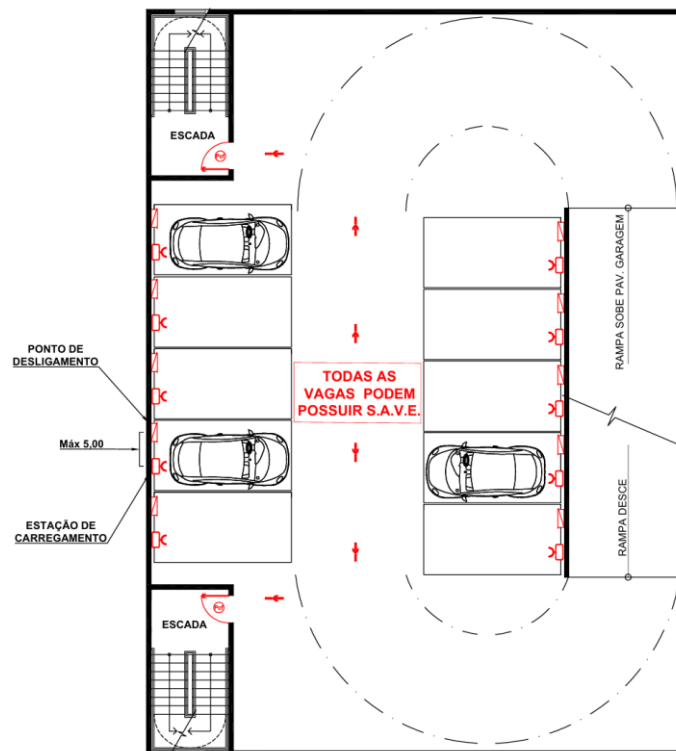 ESCADA
RAMPA SOBE PAV. GARAGEM
PONTO DE
DESLIGAMENTO
TODAS AS
VAGAS PODEM
POSSUIR S.A.V.E.
Máx 5,00
ESTAÇÃO DE
CARREGAMENTO
RAMPA DESCE
ESCADA